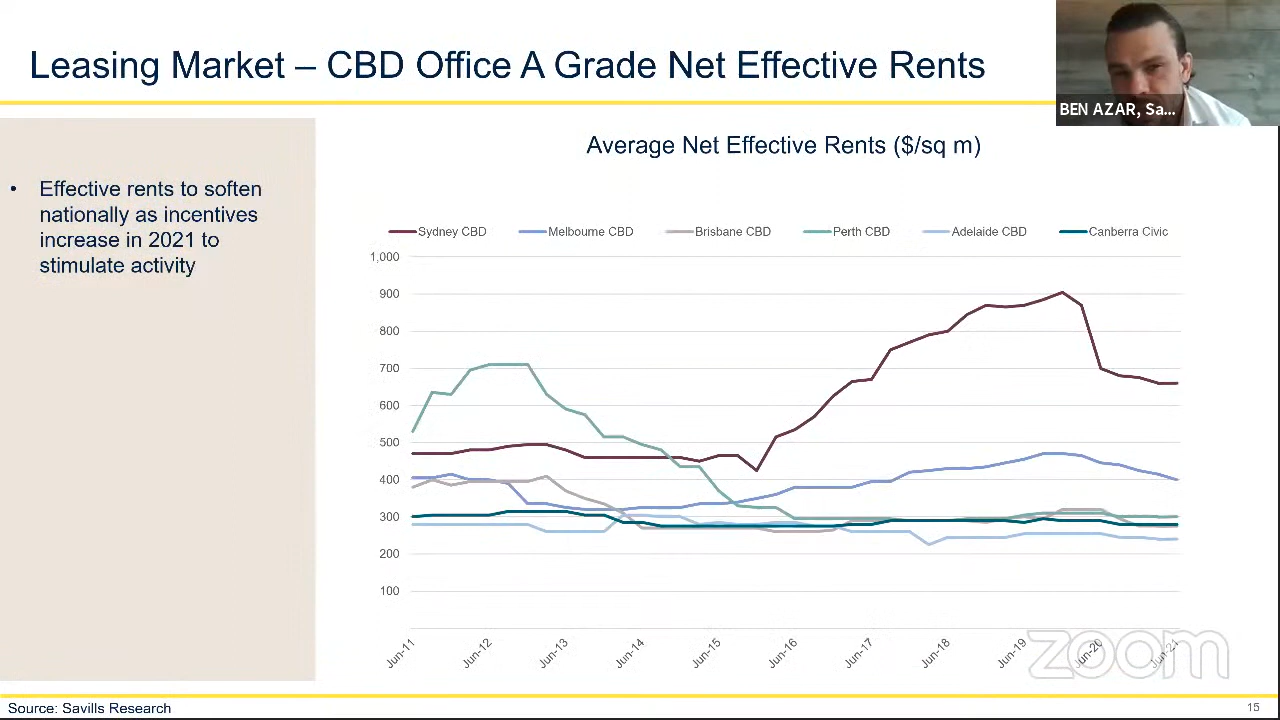 Leasing Market – CBD Office A Grade Net Effective Rents
BEN AZAR, Sa...
• Effective rents to soften
nationally as incentives
increase in 2021 to
stimulate activity
Average Net Effective Rents ($/sq m)
Sydney CBD Melbourne CBD Brisbane CBD Perth CBD Adelaide CBD Canberra Civic
1,000
900
800
700
600
500
400
300
200
100
Jun-11 Jun-12 Jun-13 Jun-14 Jun-15 Jun-16 Jun-17 Jun-18 Jun-19 Jun-20 Jun-21
zoom
Source: Savills Research
15